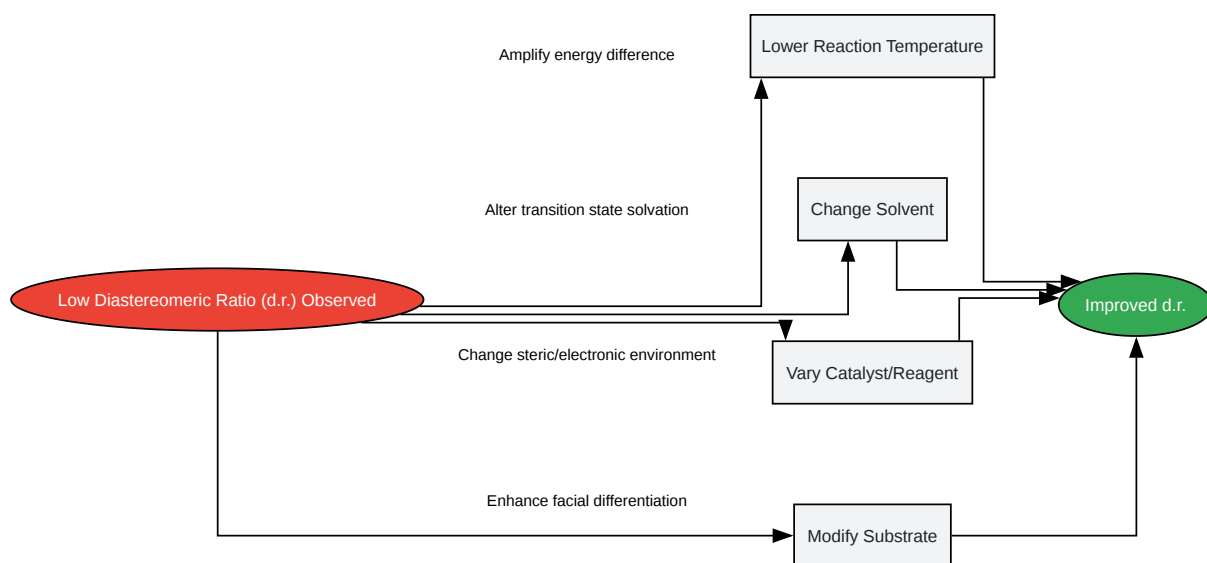 Lower Reaction Temperature
Amplify energy difference
Change Solvent
Alter transition state solvation
Low Diastereomeric Ratio (d.r.) Observed
Improved d.r.
Change steric/electronic environment
Vary Catalyst/Reagent
Enhance facial differentiation
Modify Substrate